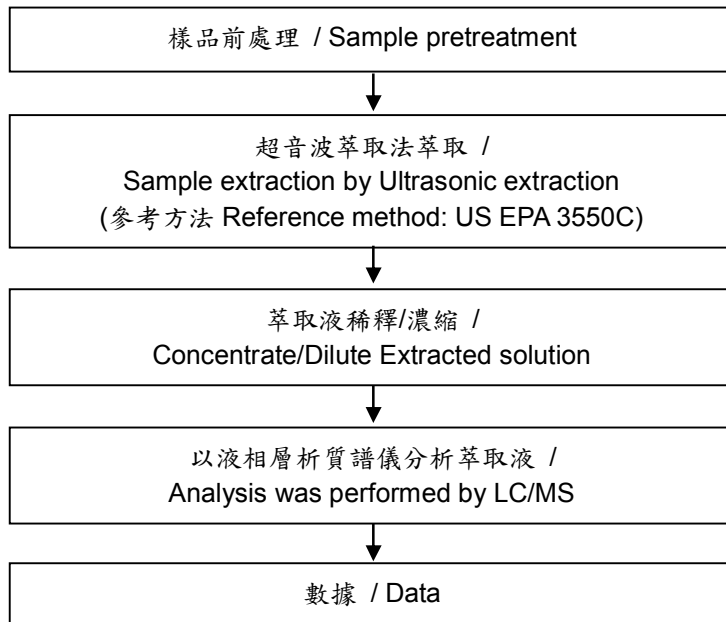 樣品前處理 / Sample pretreatment
超音波萃取法萃取 /
Sample extraction by Ultrasonic extraction
(參考方法 Reference method: US EPA 3550C)
萃取液稀釋/濃縮 /
Concentrate/Dilute Extracted solution
以液相層析質譜儀分析萃取液 /
Analysis was performed by LC/MS
數據 / Data